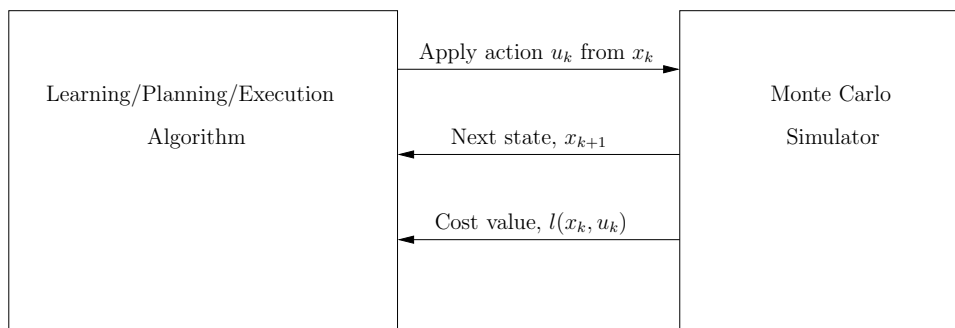 Learning/Planning/Execution
Algorithm
Apply action u_k from x_k
Next state, x_{k+1}
Cost value, l(x_k, u_k)
Monte Carlo
Simulator